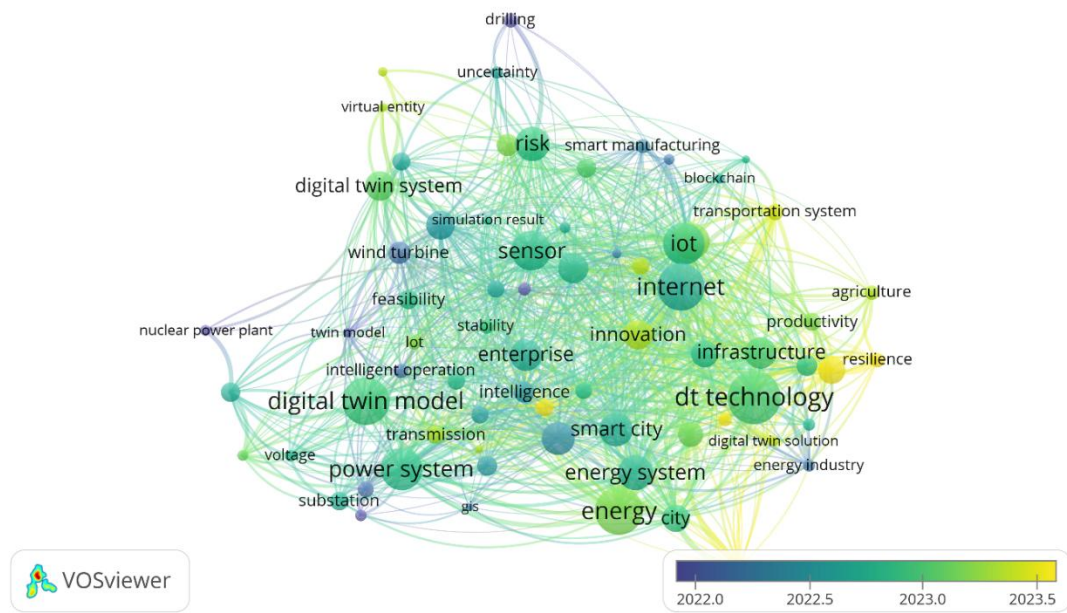 drilling
uncertainty
virtual entity
risk
smart manufacturing
blockchain
digital twin system
transportation system
simulation result
wind turbine
sensor
iot
internet
agriculture
feasibility
productivity
nuclear power plant
twin model
stability
innovation
lot
enterprise
infrastructure
resilience
intelligent operation
intelligence
digital twin model
dt technology
transmission
smart city
digital twin solution
voltage
power system
energy system
energy industry
substation
gis
energy
city
VOSviewer
2022.0 2022.5 2023.0 2023.5